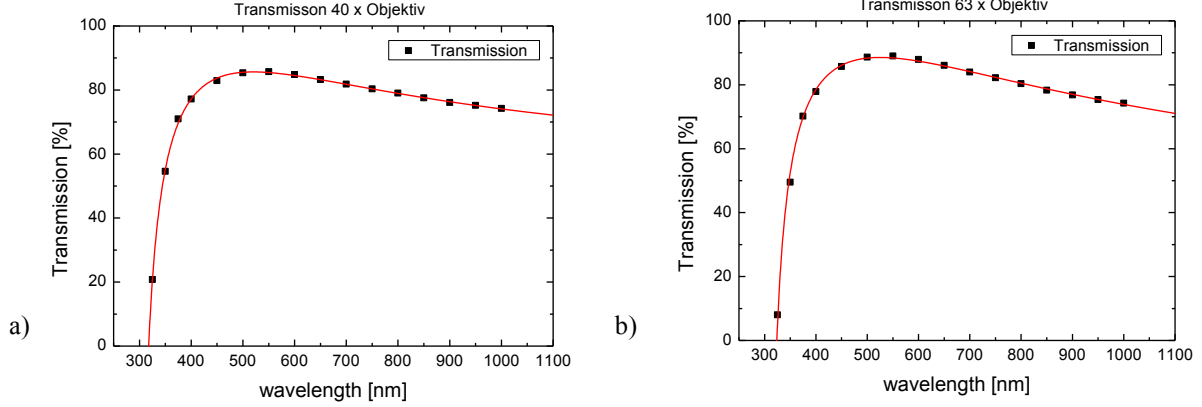 Transmisson 40 x Objektiv
Transmission
100
80
60
40
20
0
Transmission [%]
300 400 500 600 700 800 900 1000 1100
wavelength [nm]
a)
Transmisson 63 x Objektiv
Transmission
100
80
60
40
20
0
Transmission [%]
300 400 500 600 700 800 900 1000 1100
wavelength [nm]
b)